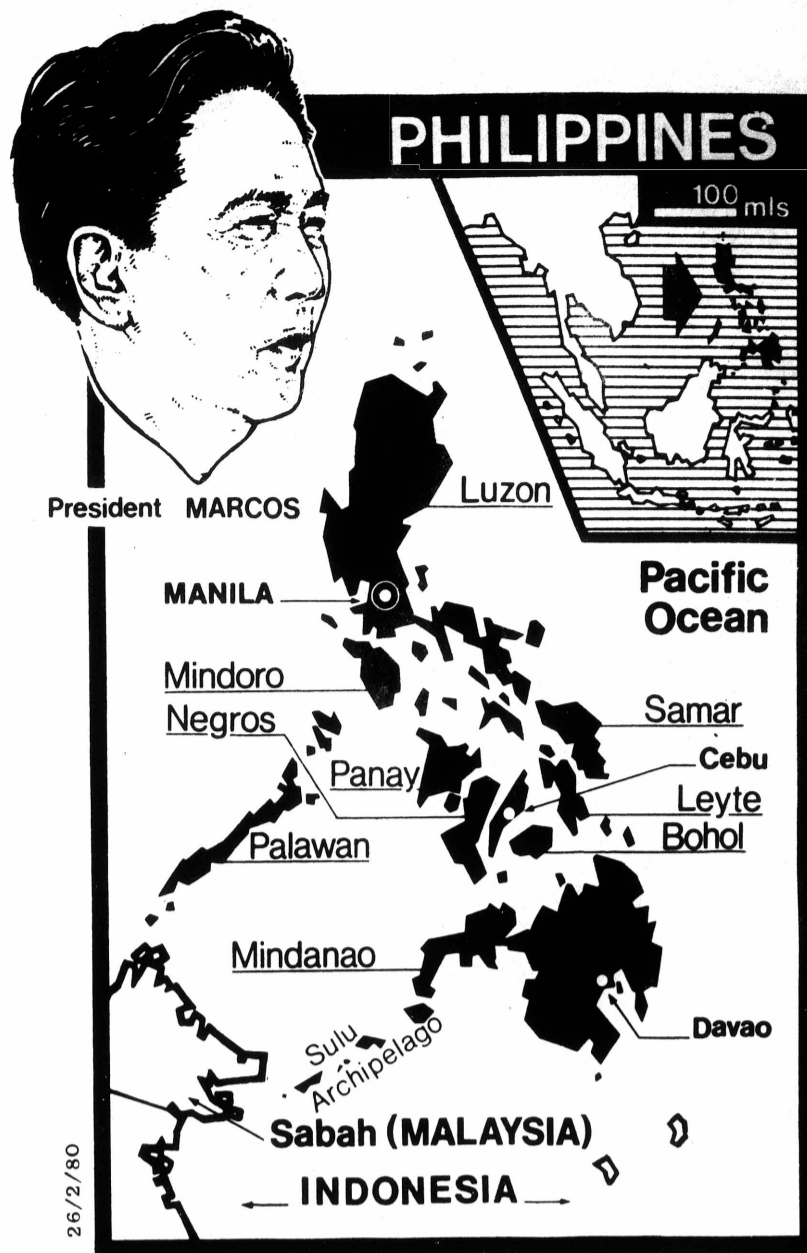 PHILIPPINES
100 mls
President MARCOS
Luzon
Pacific
Ocean
MANILA
Mindoro
Negros
Samar
Cebu
Panay
Leyte
Bohol
Palawan
Mindanao
Davao
Sulu
Archipelago
Sabah (MALAYSIA)
INDONESIA
26/2/80